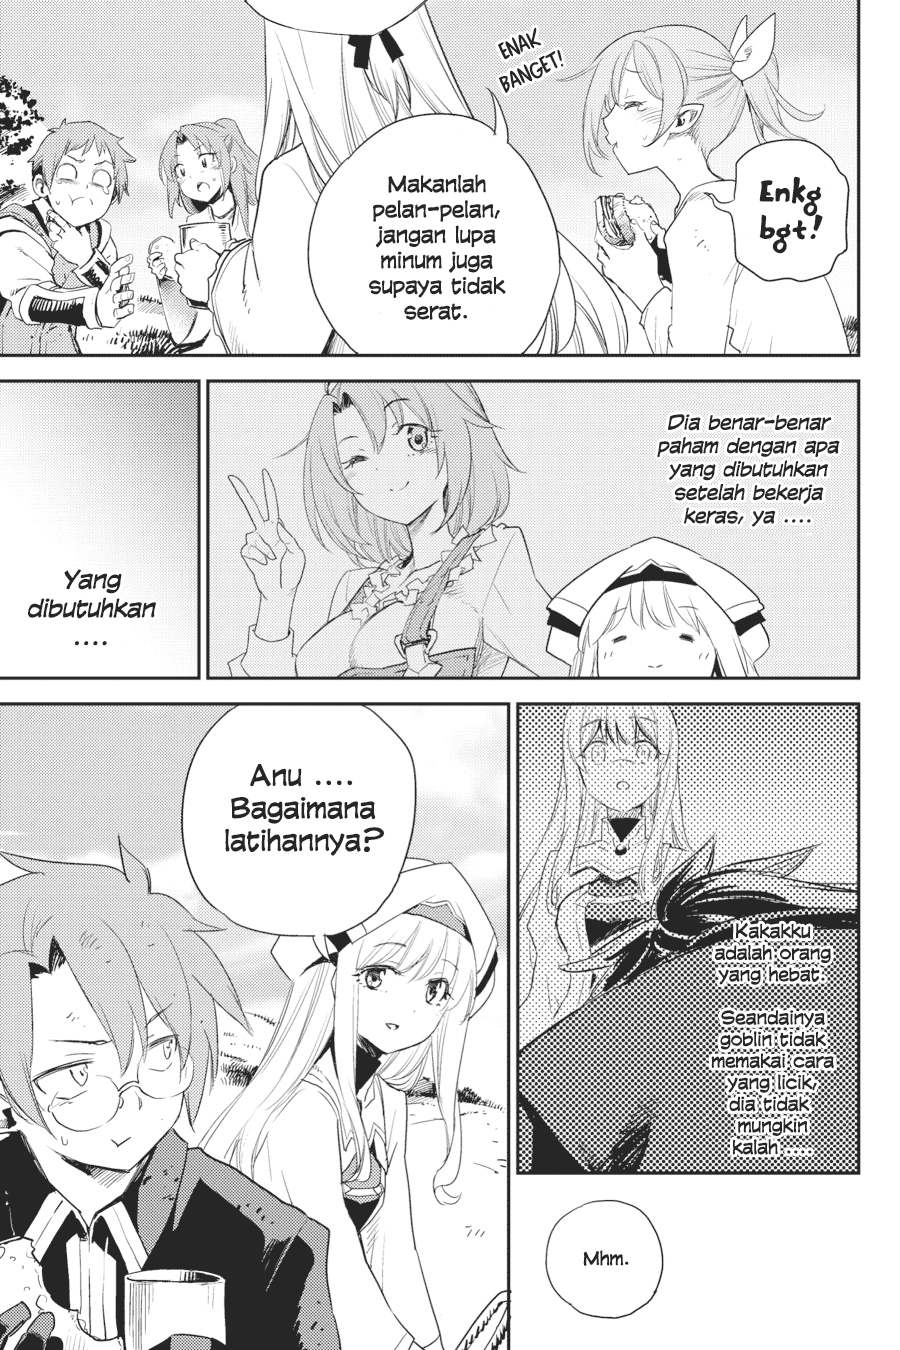 Enkg
bgt!
ENAK
BANGET!
Makanlah
pelan-pelan,
jangan lupa
minum juga
supaya tidak
serat.
Dia benar-benar
paham dengan apa
yang dibutuhkan
setelah bekerja
keras, ya ....
Yang
dibutuhkan
....
Kakakku
adalah orang
yang hebat.
Seandainya
goblin tidak
memakai cara
yang licik,
dia tidak
mungkin
kalah ....
Mhm.
Anu ....
Bagaimana
latihannya?